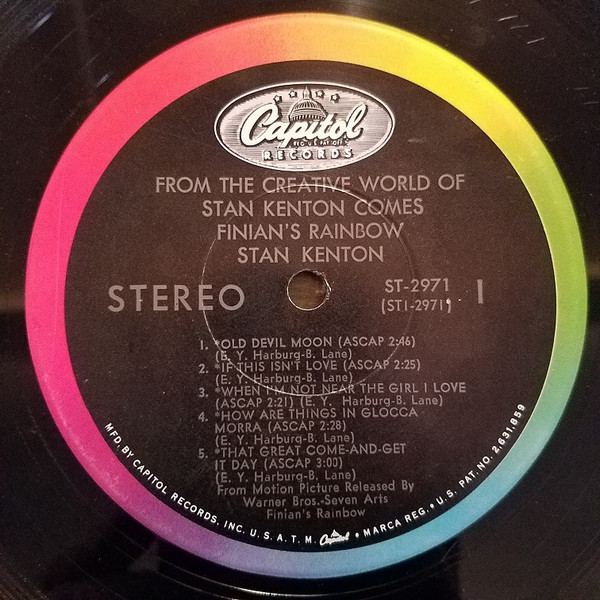 Capitol
REG. U.S. PAT. OFF.
RECORDS
FROM THE CREATIVE WORLD OF
STAN KENTON COMES
FINIAN'S RAINBOW
STAN KENTON
STEREO
ST-2971
(ST1-2971)
1
1. *OLD DEVIL MOON (ASCAP 2:46)
(E. Y. Harburg-B. Lane)
2. *IF THIS ISN'T LOVE (ASCAP 2:25)
(E. Y. Harburg-B. Lane)
3. *WHEN I'M NOT NEAR THE GIRL I LOVE
(ASCAP 2:21) (E. Y. Harburg-B. Lane)
4. *HOW ARE THINGS IN GLOCCA
MORRA (ASCAP 2:28)
(E. Y. Harburg-B. Lane)
5. *THAT GREAT COME-AND-GET
IT DAY (ASCAP 3:00)
(E. Y. Harburg-B. Lane)
From Motion Picture Released By
Warner Bros.-Seven Arts
Finian's Rainbow
MFD. BY CAPITOL RECORDS, INC. U.S.A. T.M. Capitol • MARCA REG. • U.S. PAT. NO. 2,631,859